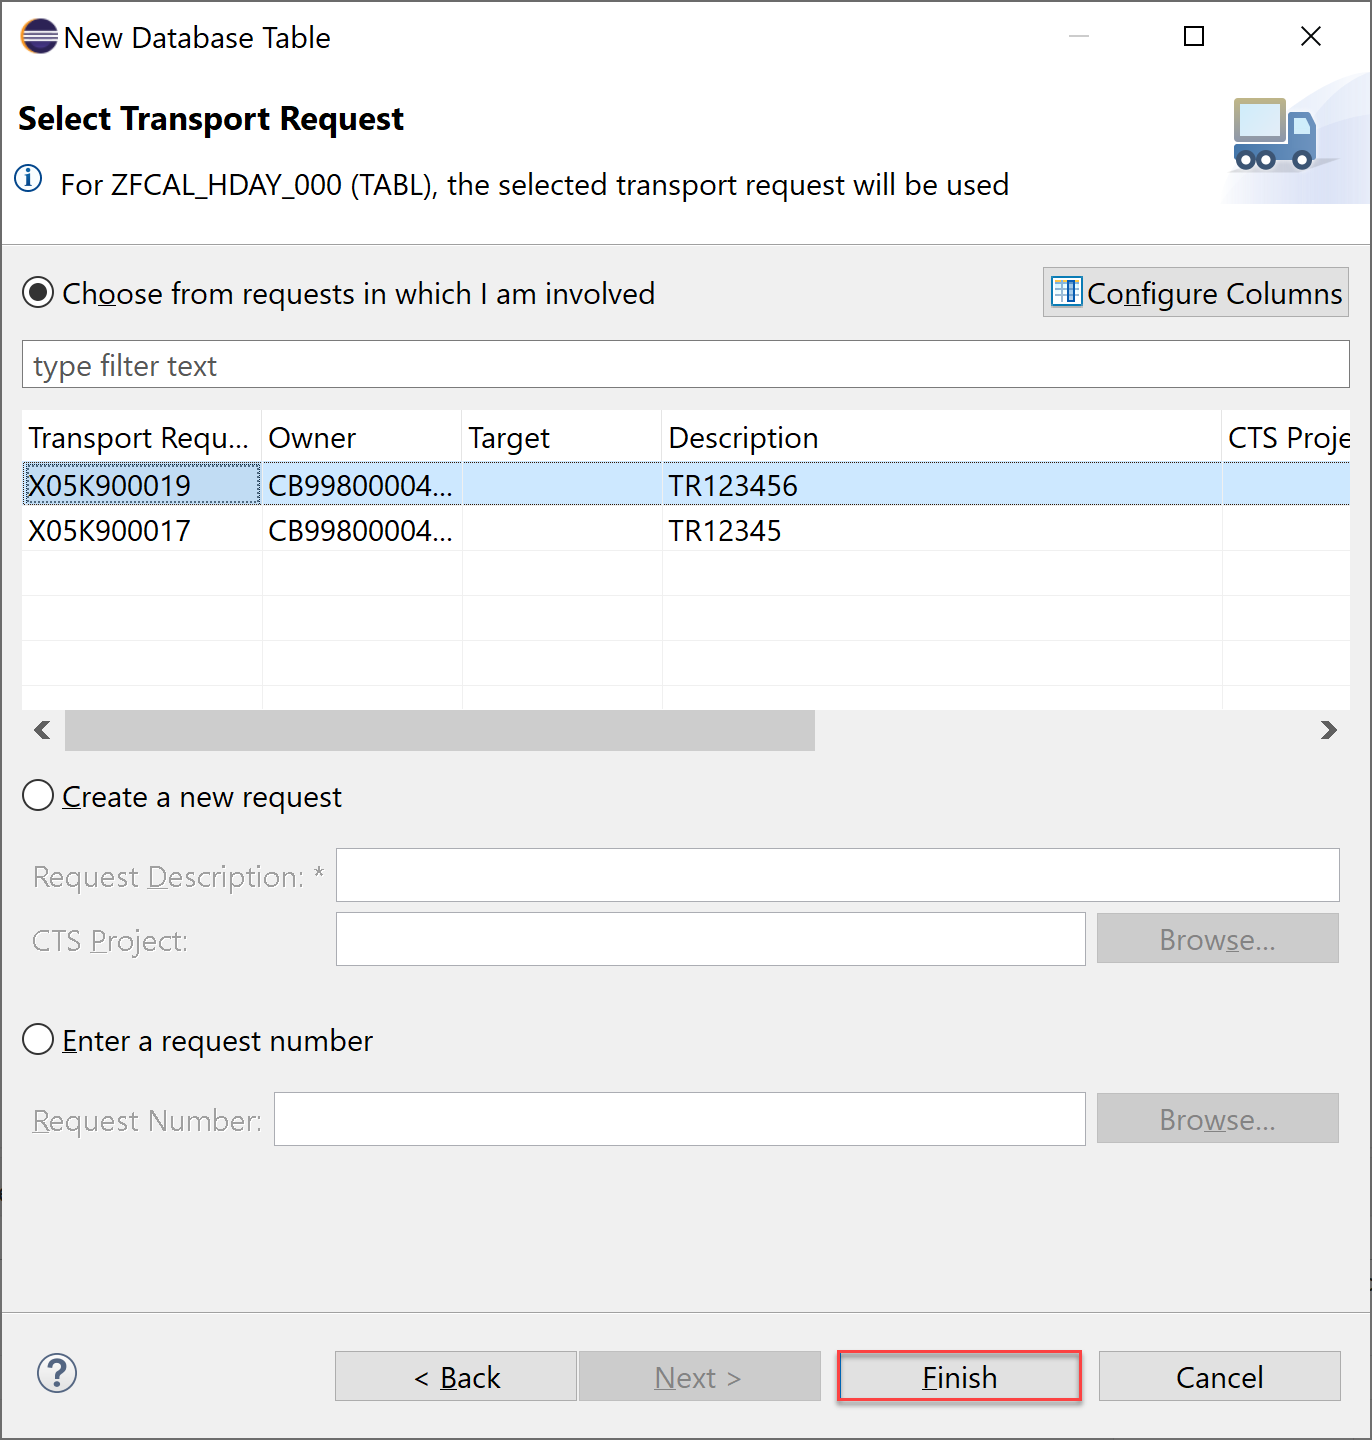 New Database Table
Select Transport Request
For ZFCAL_HDAY_000 (TABL), the selected transport request will be used
Choose from requests in which I am involved
Configure Columns
type filter text
Transport Requ... Owner Target Description CTS Proje
X05K900019 CB99800004... TR123456
X05K900017 CB99800004... TR12345
Create a new request
Request Description: *
CTS Project: Browse...
Enter a request number
Request Number: Browse...
? < Back Next > Finish Cancel